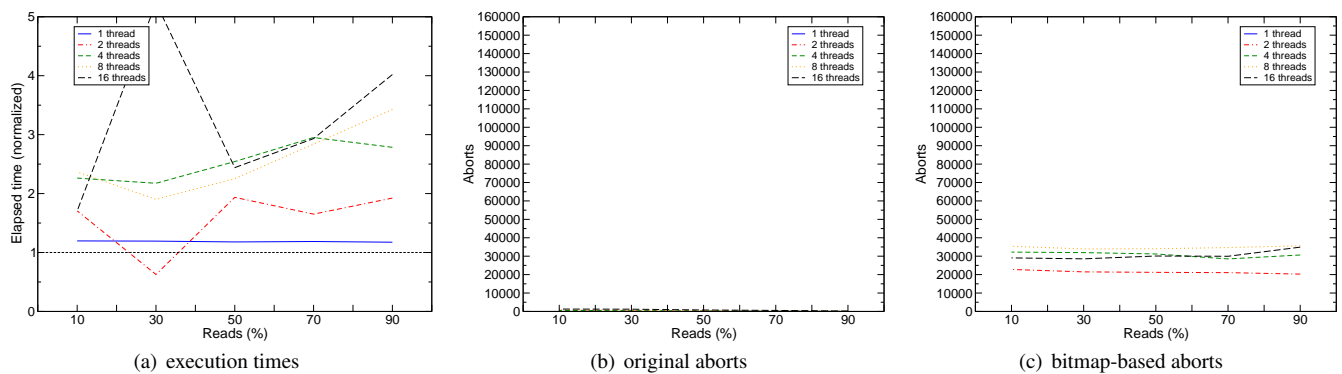 5
4
3
2
1
0
Elapsed time (normalized)
1 thread
2 threads
4 threads
8 threads
16 threads
10 30 50 70 90
Reads (%)
(a) execution times
160000
150000
140000
130000
120000
110000
100000
90000
80000
70000
60000
50000
40000
30000
20000
10000
0
Aborts
1 thread
2 threads
4 threads
8 threads
16 threads
10 30 50 70 90
Reads (%)
(b) original aborts
160000
150000
140000
130000
120000
110000
100000
90000
80000
70000
60000
50000
40000
30000
20000
10000
0
Aborts
1 thread
2 threads
4 threads
8 threads
16 threads
10 30 50 70 90
Reads (%)
(c) bitmap-based aborts